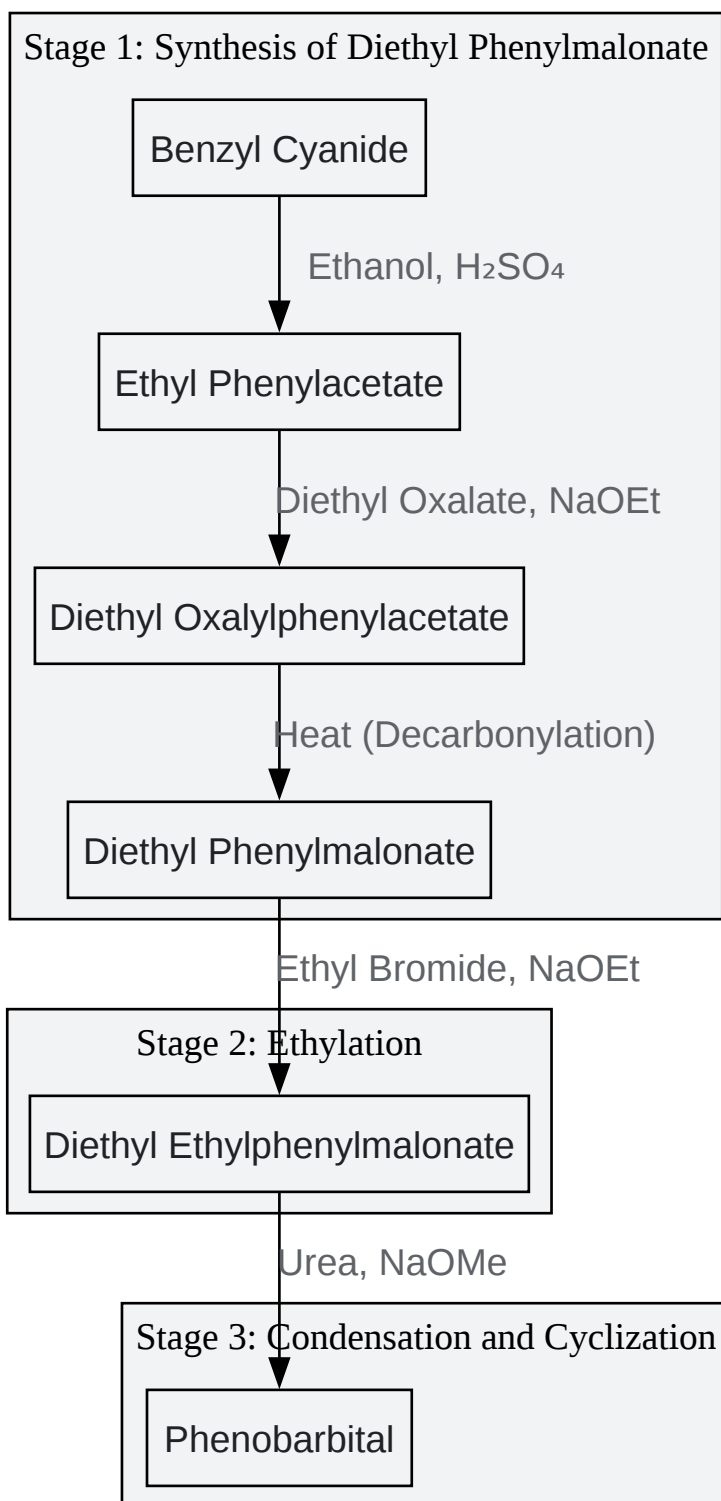 Stage 1: Synthesis of Diethyl Phenylmalonate
Benzyl Cyanide
Ethanol, H₂SO₄
Ethyl Phenylacetate
Diethyl Oxalate, NaOEt
Diethyl Oxalylphenylacetate
Heat (Decarbonylation)
Diethyl Phenylmalonate
Ethyl Bromide, NaOEt
Stage 2: Ethylation
Diethyl Ethylphenylmalonate
Urea, NaOMe
Stage 3: Condensation and Cyclization
Phenobarbital